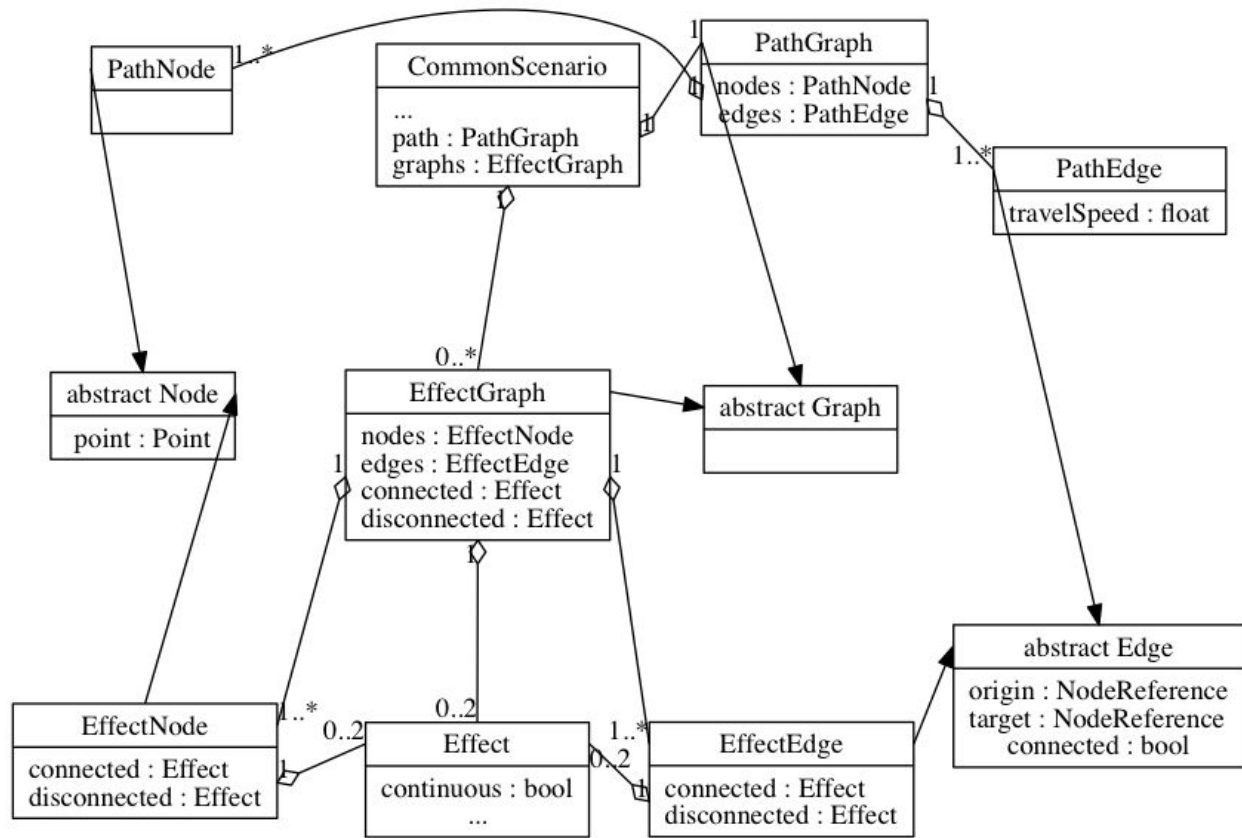 1..*
1
PathNode
CommonScenario
...
path : PathGraph
graphs : EffectGraph
1
1
PathGraph
nodes : PathNode
edges : PathEdge
1
1
1..*
PathEdge
travelSpeed : float
0..*
abstract Node
point : Point
EffectGraph
nodes : EffectNode
edges : EffectEdge
connected : Effect
disconnected : Effect
1
1
1
abstract Graph
abstract Edge
origin : NodeReference
target : NodeReference
connected : bool
EffectNode
connected : Effect
disconnected : Effect
1..*
1
0..2
0..2
Effect
continuous : bool
...
1..*
0..2
1
EffectEdge
connected : Effect
disconnected : Effect